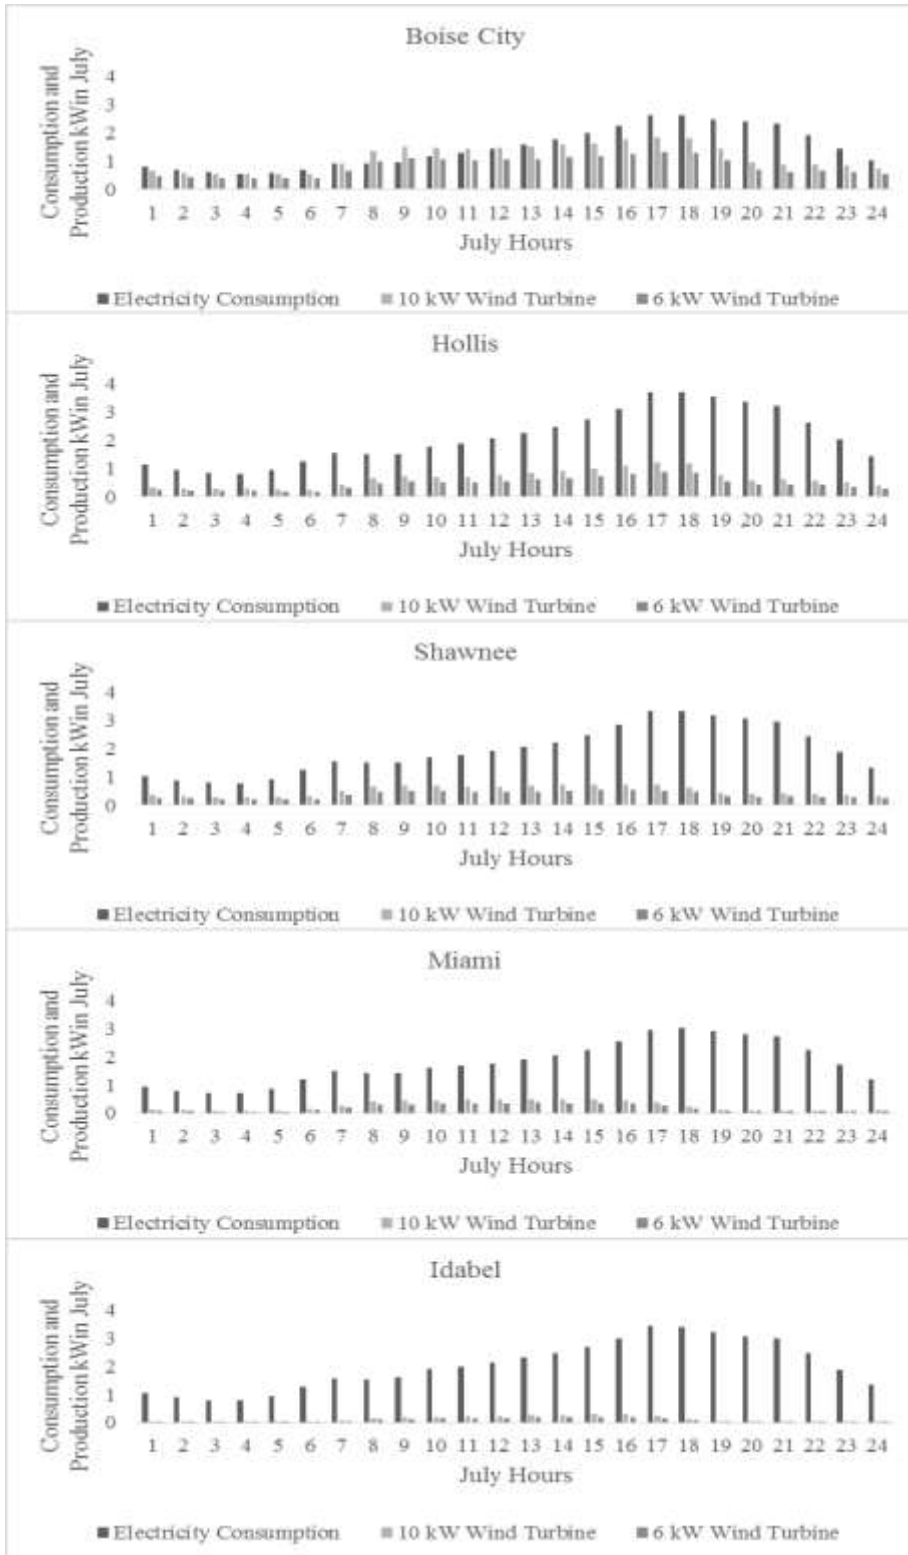 Boise City
Consumption and
Production kWin July
4
3
2
1
0
1 2 3 4 5 6 7 8 9 10 11 12 13 14 15 16 17 18 19 20 21 22 23 24
July Hours
Electricity Consumption 10 kW Wind Turbine 6 kW Wind Turbine
Hollis
Consumption and
Production kWin July
4
3
2
1
0
1 2 3 4 5 6 7 8 9 10 11 12 13 14 15 16 17 18 19 20 21 22 23 24
July Hours
Electricity Consumption 10 kW Wind Turbine 6 kW Wind Turbine
Shawnee
Consumption and
Production kWin July
4
3
2
1
0
1 2 3 4 5 6 7 8 9 10 11 12 13 14 15 16 17 18 19 20 21 22 23 24
July Hours
Electricity Consumption 10 kW Wind Turbine 6 kW Wind Turbine
Miami
Consumption and
Production kWin July
4
3
2
1
0
1 2 3 4 5 6 7 8 9 10 11 12 13 14 15 16 17 18 19 20 21 22 23 24
July Hours
Electricity Consumption 10 kW Wind Turbine 6 kW Wind Turbine
Idabel
Consumption and
Production kWin July
4
3
2
1
0
1 2 3 4 5 6 7 8 9 10 11 12 13 14 15 16 17 18 19 20 21 22 23 24
July Hours
Electricity Consumption 10 kW Wind Turbine 6 kW Wind Turbine